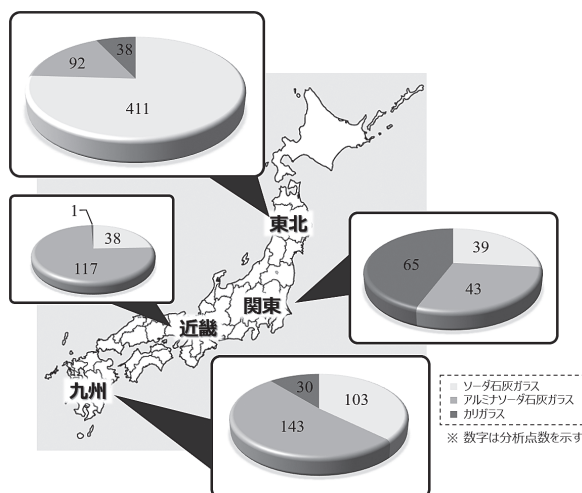 38
92
411
東北
1
38
117
39
65
43
関東
近畿
九州
30
103
143
ソーダ石灰ガラス
アルミナソーダ石灰ガラス
カリガラス
※ 数字は分析点数を示す